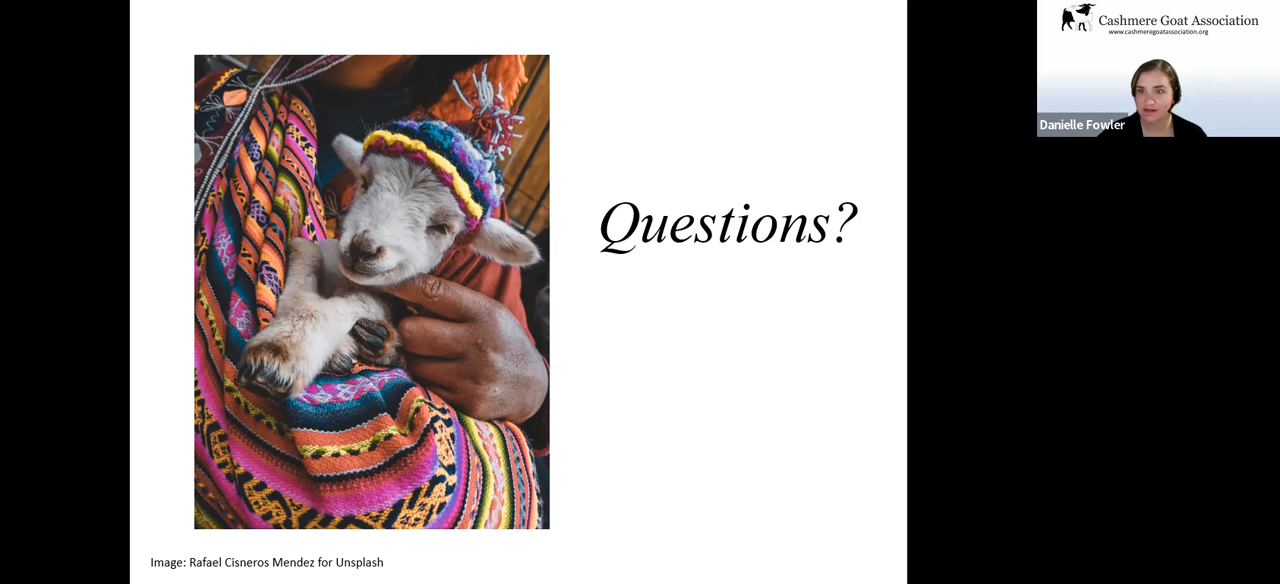 Questions?
Image: Rafael Cisneros Mendez for Unsplash
Cashmere Goat Association
www.cashmeregoatassociation.org
Danielle Fowler